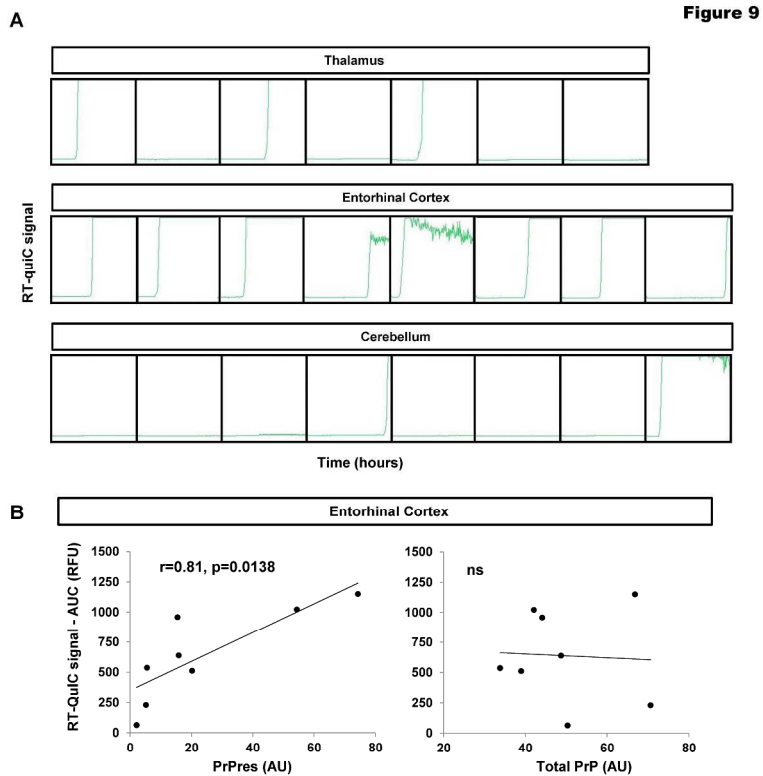 Figure 9
A
Thalamus
Entorhinal Cortex
RT-quiC signal
Cerebellum
Time (hours)
B
Entorhinal Cortex
RT-QuIC signal - AUC (RFU)
1500
1250
1000
750
500
250
0
r=0.81, p=0.0138
0 20 40 60 80
PrPres (AU)
1500
1250
1000
750
500
250
0
ns
20 40 60 80
Total PrP (AU)